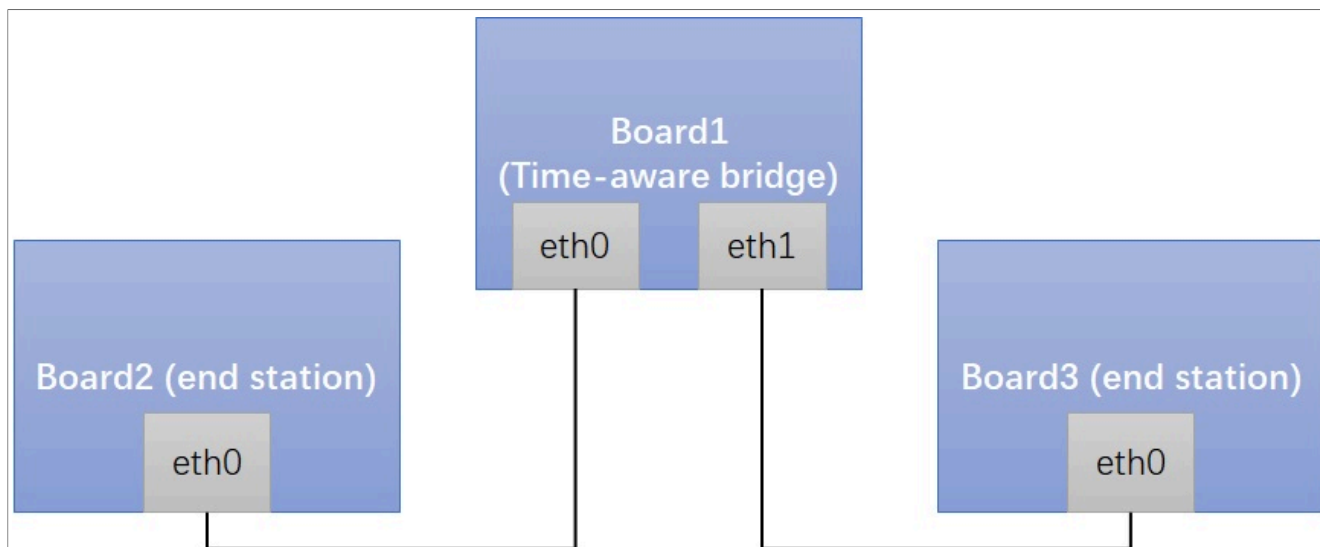 Board1
(Time-aware bridge)
eth0
eth1
Board2 (end station)
eth0
Board3 (end station)
eth0